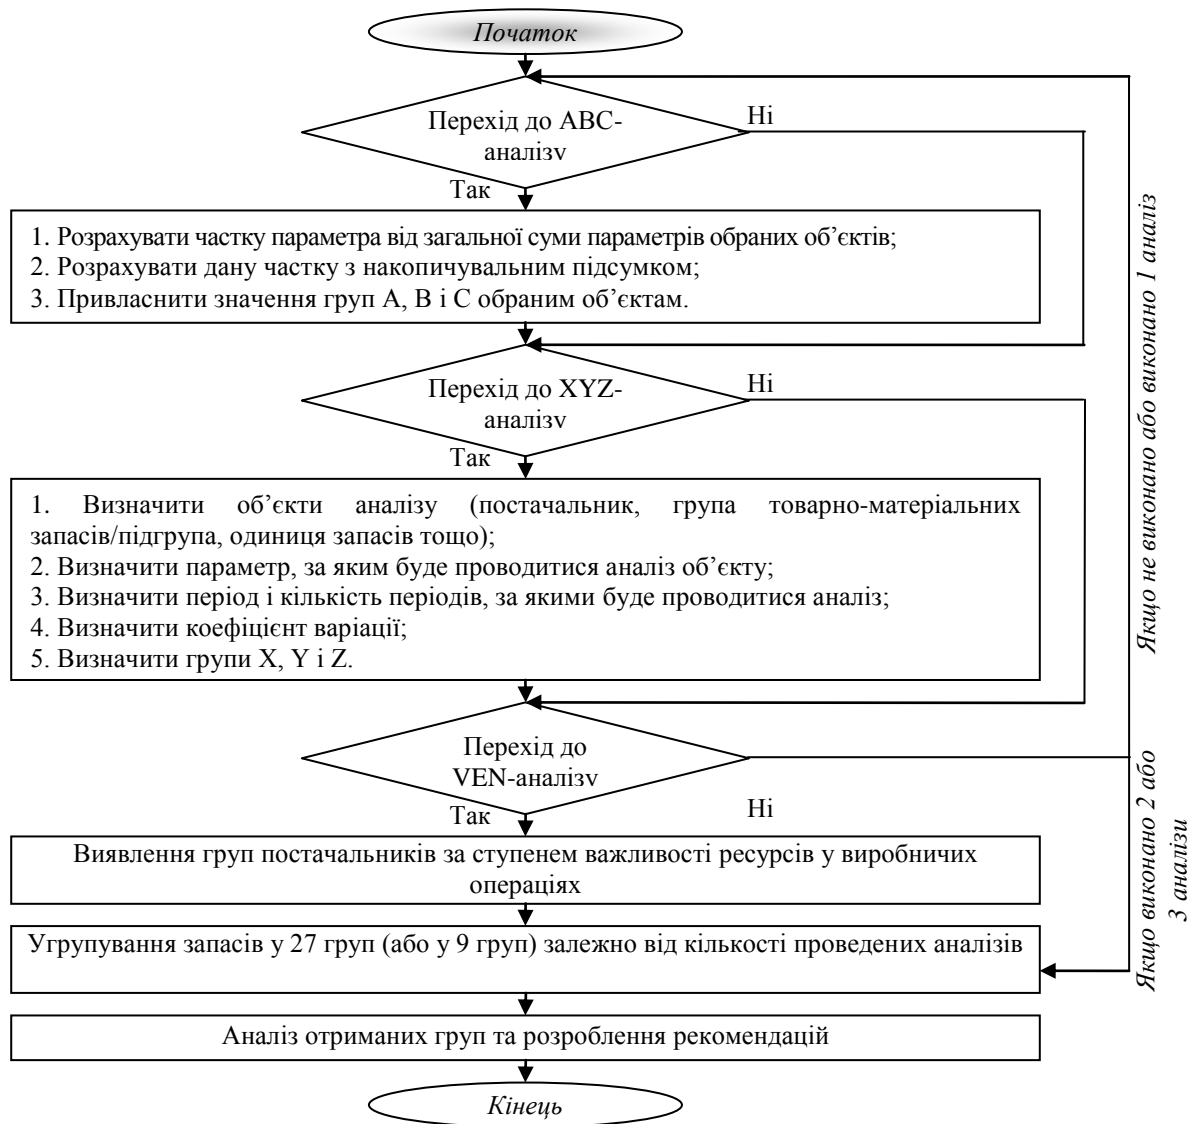 Початок
Перехід до ABC-
аналізу
Ні
Так
1. Розрахувати частку параметра від загальної суми параметрів обраних об’єктів;
2. Розрахувати дану частку з накопичувальним підсумком;
3. Привласнити значення груп А, В і С обраним об’єктам.
Перехід до XYZ-
аналізу
Ні
Так
1. Визначити об’єкти аналізу (постачальник, група товарно-матеріальних
запасів/підгрупа, одиниця запасів тощо);
2. Визначити параметр, за яким буде проводитися аналіз об’єкту;
3. Визначити період і кількість періодів, за якими буде проводитися аналіз;
4. Визначити коефіцієнт варіації;
5. Визначити групи X, Y і Z.
Перехід до
VEN-аналізу
Так
Ні
Виявлення груп постачальників за ступенем важливості ресурсів у виробничих
операціях
Угрупування запасів у 27 груп (або у 9 груп) залежно від кількості проведених аналізів
Аналіз отриманих груп та розроблення рекомендацій
Кінець
Якщо не виконано або виконано 1 аналіз
Якщо виконано 2 або
3 аналізи